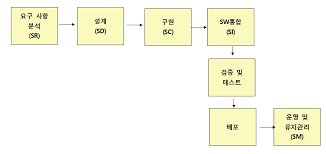 요구 사항
분석
(SR)
설계
(SD)
구현
(SC)
SW통합
(SI)
검증 및
테스트
배포
운영 및
유지관리
(SM)